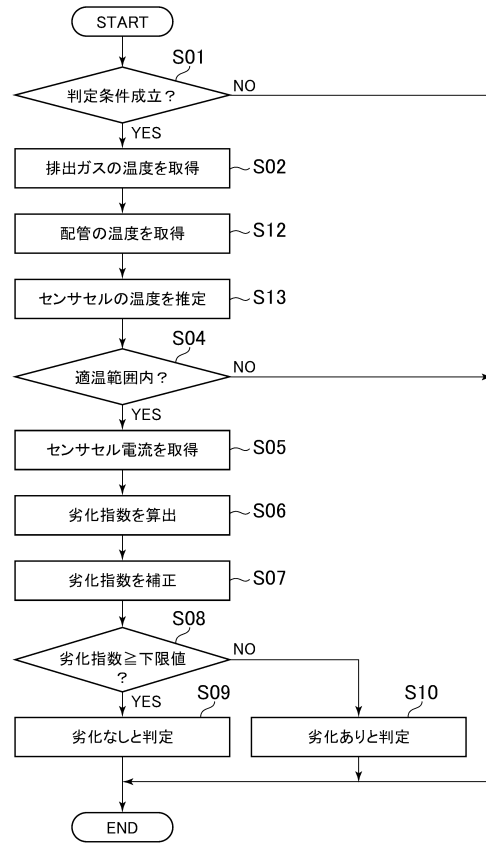 START
S01
判定条件成立？
NO
YES
排出ガスの温度を取得
S02
配管の温度を取得
S12
センサセルの温度を推定
S13
S04
適温範囲内？
NO
YES
センサセル電流を取得
S05
劣化指数を算出
S06
劣化指数を補正
S07
S08
劣化指数≧下限値
？
NO
YES
S09
劣化なしと判定
S10
劣化ありと判定
END